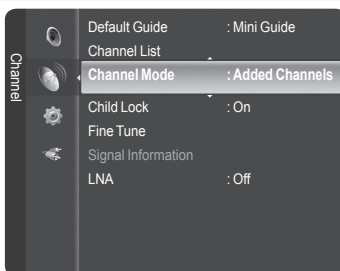 Channel
Default Guide : Mini Guide
Channel List
Channel Mode : Added Channels
Child Lock : On
Fine Tune
Signal Information
LNA : Off